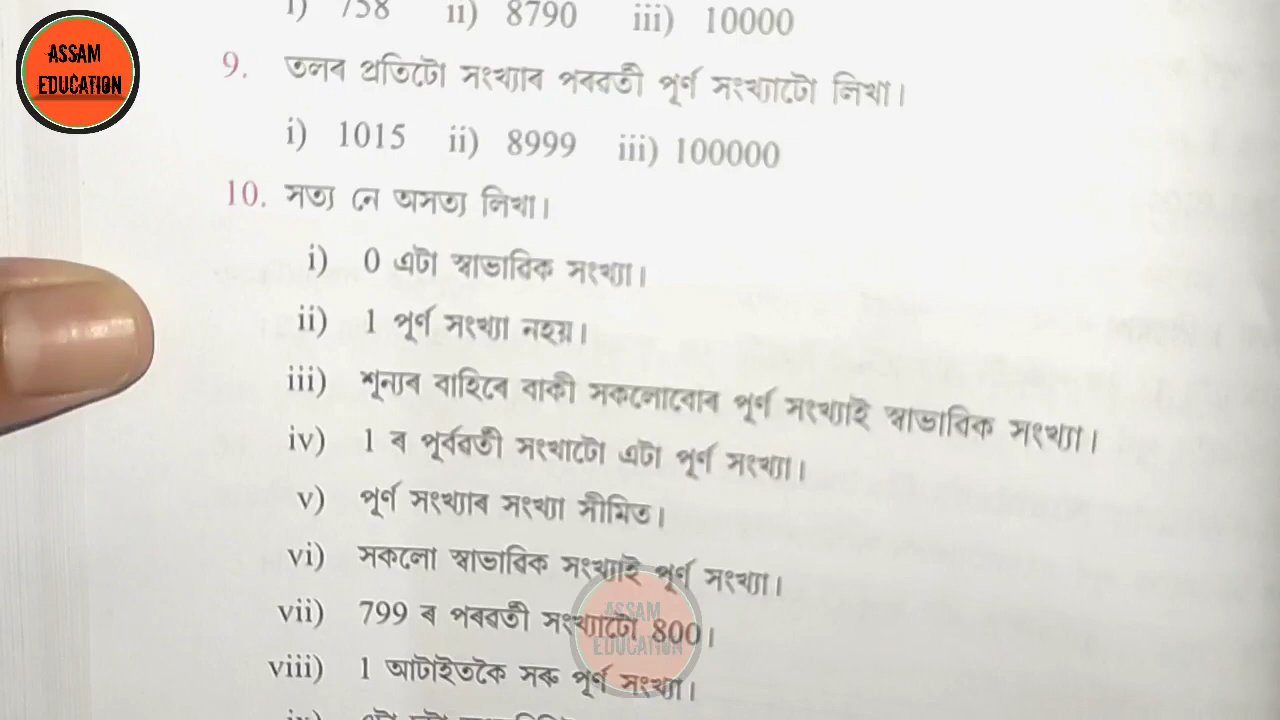 ASSAM
EDUCATION
i) 758 ii) 8790 iii) 10000
9. তলৰ প্ৰতিটো সংখ্যাৰ পৰৱৰ্তী পূৰ্ণ সংখ্যাটো লিখা।
i) 1015 ii) 8999 iii) 100000
10. সত্য নে অসত্য লিখা।
i) 0 এটা স্বাভাৱিক সংখ্যা।
ii) 1 পূৰ্ণ সংখ্যা নহয়।
iii) শূন্যৰ বাহিৰে বাকী সকলোবোৰ পূৰ্ণ সংখ্যাই স্বাভাৱিক সংখ্যা।
iv) 1 ৰ পূৰ্বৱৰ্তী সংখ্যাটো এটা পূৰ্ণ সংখ্যা।
v) পূৰ্ণ সংখ্যাৰ সংখ্যা সীমিত।
vi) সকলো স্বাভাৱিক সংখ্যাই পূৰ্ণ সংখ্যা।
vii) 799 ৰ পৰৱৰ্তী সংখ্যাটো 800।
ASSAM
EDUCATION
viii) 1 আটাইতকৈ সৰু পূৰ্ণ সংখ্যা।